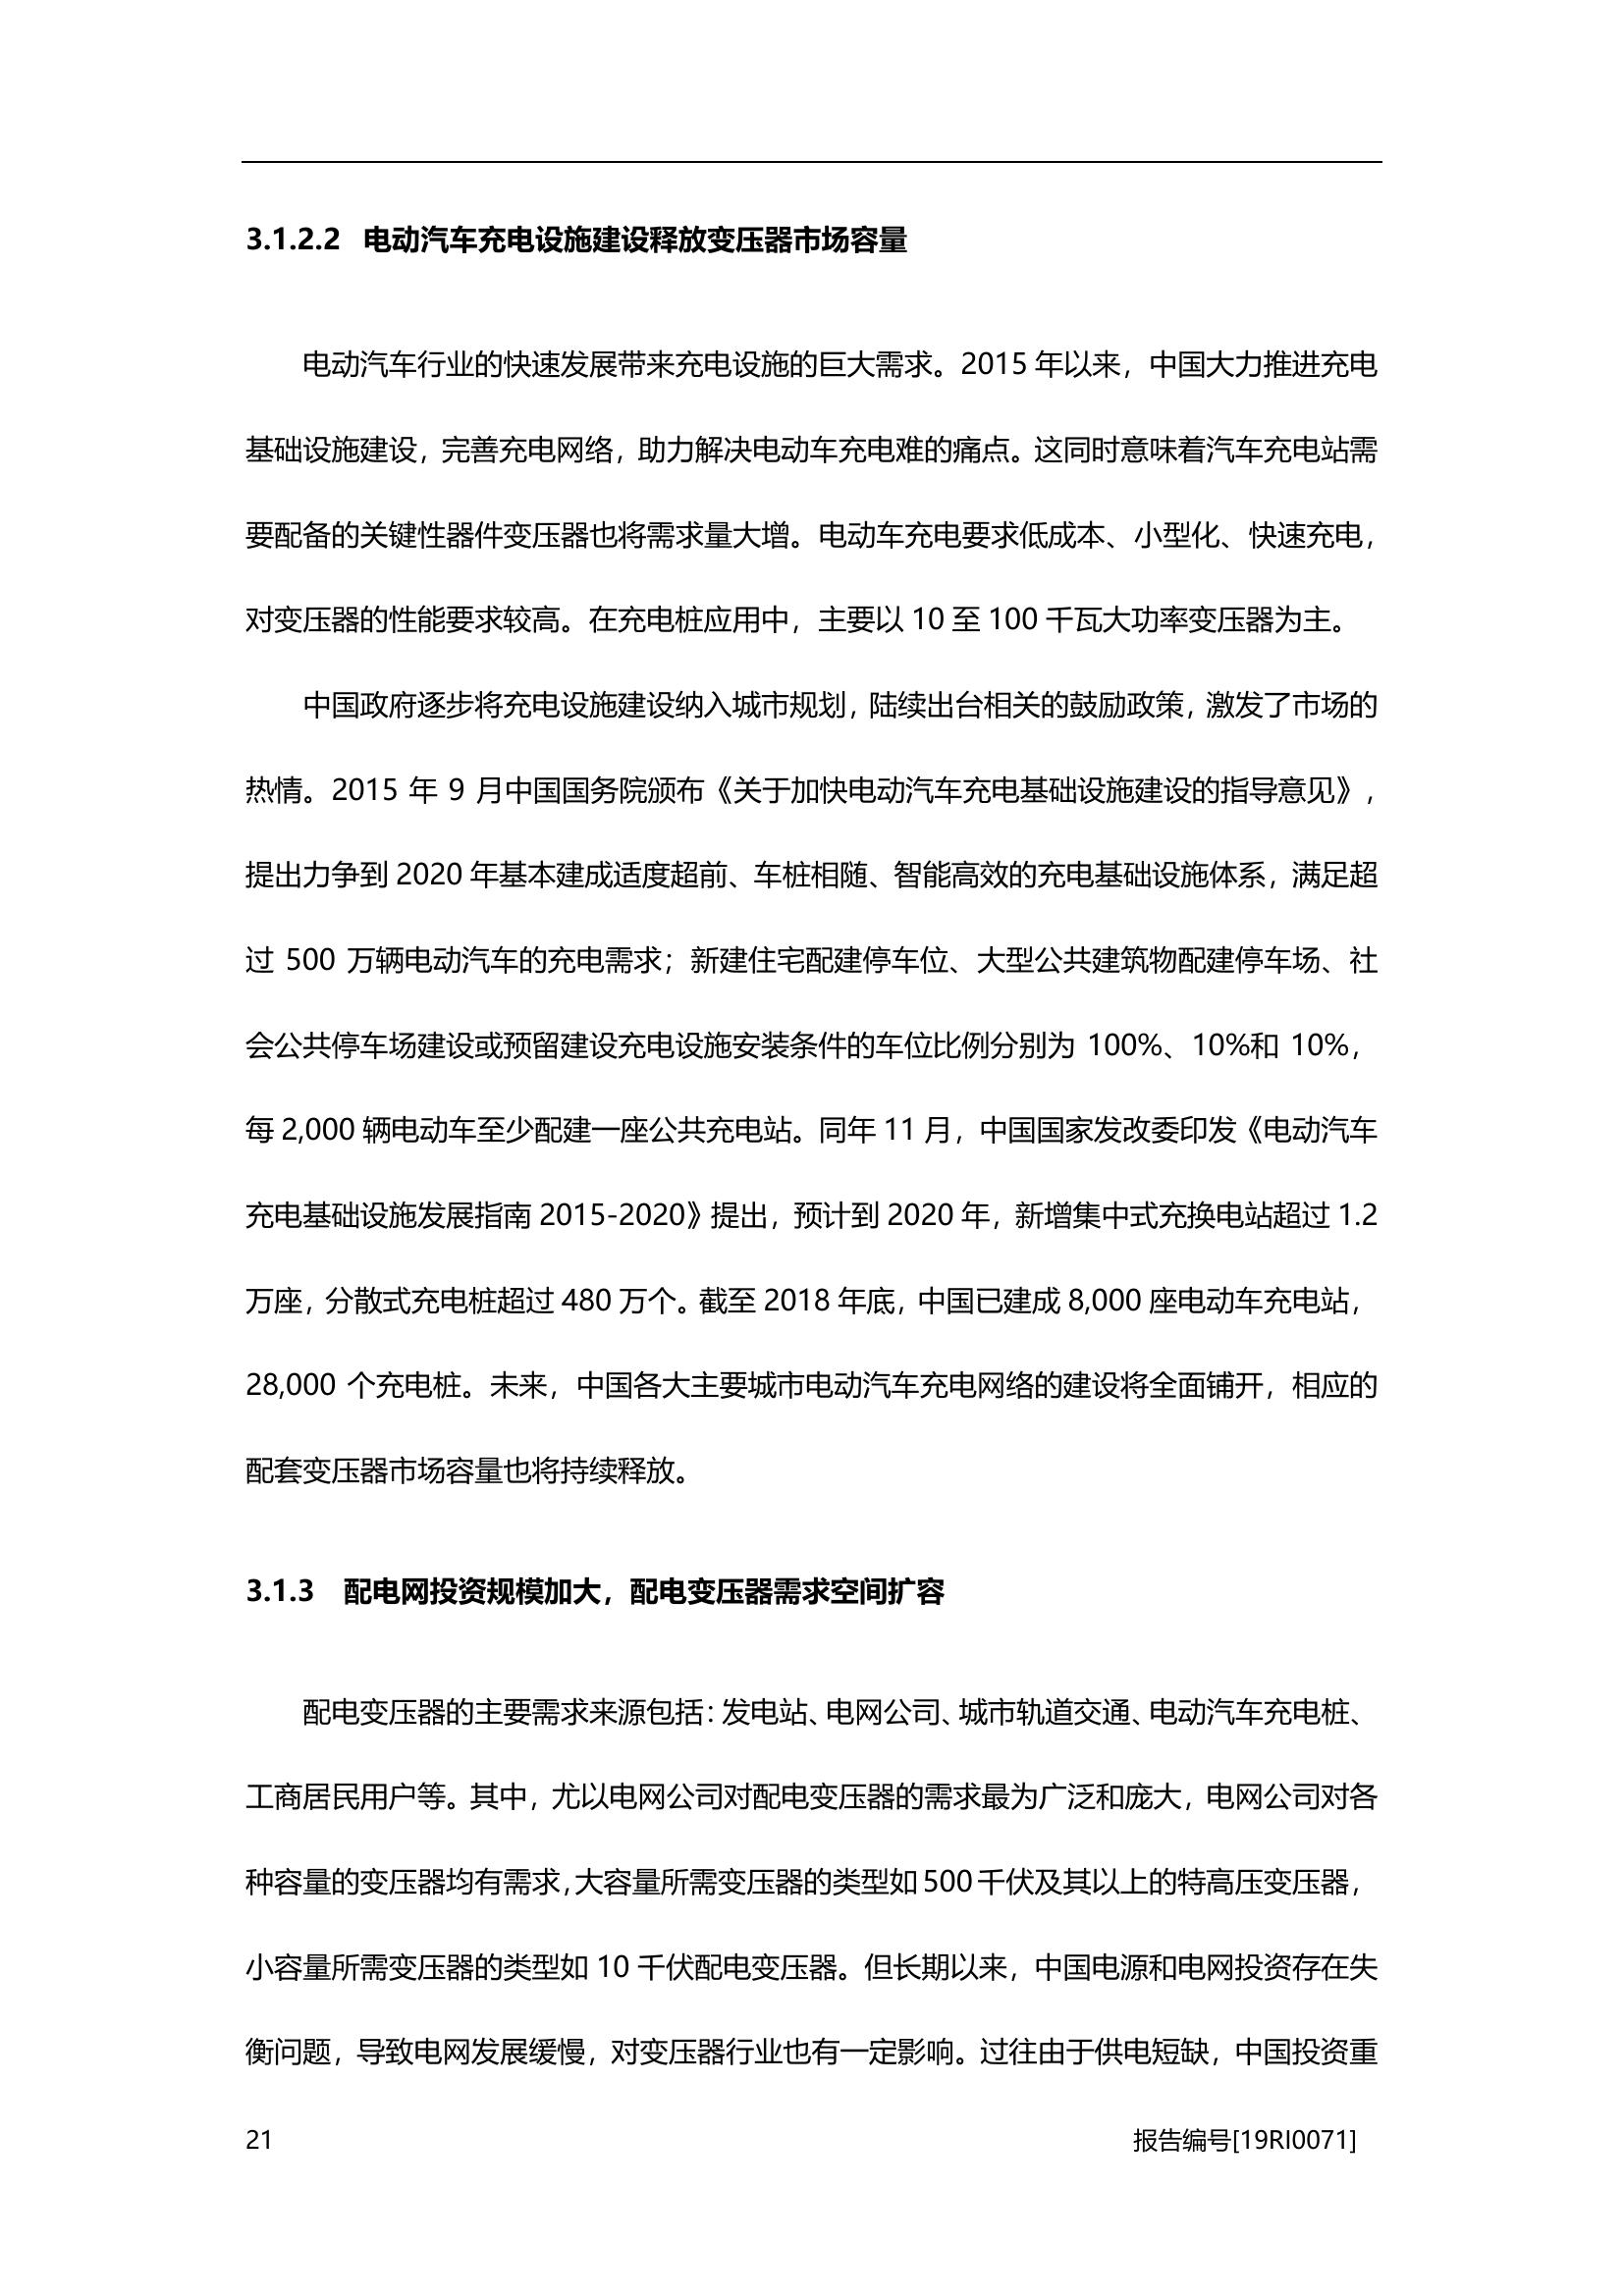 3.1.2.2 电动汽车充电设施建设释放变压器市场容量
电动汽车行业的快速发展带来充电设施的巨大需求。2015 年以来，中国大力推进充电
基础设施建设，完善充电网络，助力解决电动车充电难的痛点。这同时意味着汽车充电站需
要配备的关键性器件变压器也将需求量大增。电动车充电要求低成本、小型化、快速充电，
对变压器的性能要求较高。在充电桩应用中，主要以 10 至 100 千瓦大功率变压器为主。
中国政府逐步将充电设施建设纳入城市规划，陆续出台相关的鼓励政策，激发了市场的
热情。2015 年 9 月中国国务院颁布《关于加快电动汽车充电基础设施建设的指导意见》，
提出力争到 2020 年基本建成适度超前、车桩相随、智能高效的充电基础设施体系，满足超
过 500 万辆电动汽车的充电需求；新建住宅配建停车位、大型公共建筑物配建停车场、社
会公共停车场建设或预留建设充电设施安装条件的车位比例分别为 100%、10%和 10%，
每 2,000 辆电动车至少配建一座公共充电站。同年 11 月，中国国家发改委印发《电动汽车
充电基础设施发展指南 2015-2020》提出，预计到 2020 年，新增集中式充换电站超过 1.2
万座，分散式充电桩超过 480 万个。截至 2018 年底，中国已建成 8,000 座电动车充电站，
28,000 个充电桩。未来，中国各大主要城市电动汽车充电网络的建设将全面铺开，相应的
配套变压器市场容量也将持续释放。
3.1.3 配电网投资规模加大，配电变压器需求空间扩容
配电变压器的主要需求来源包括：发电站、电网公司、城市轨道交通、电动汽车充电桩、
工商居民用户等。其中，尤以电网公司对配电变压器的需求最为广泛和庞大，电网公司对各
种容量的变压器均有需求，大容量所需变压器的类型如 500 千伏及其以上的特高压变压器，
小容量所需变压器的类型如 10 千伏配电变压器。但长期以来，中国电源和电网投资存在失
衡问题，导致电网发展缓慢，对变压器行业也有一定影响。过往由于供电短缺，中国投资重
21 报告编号[19RI0071]